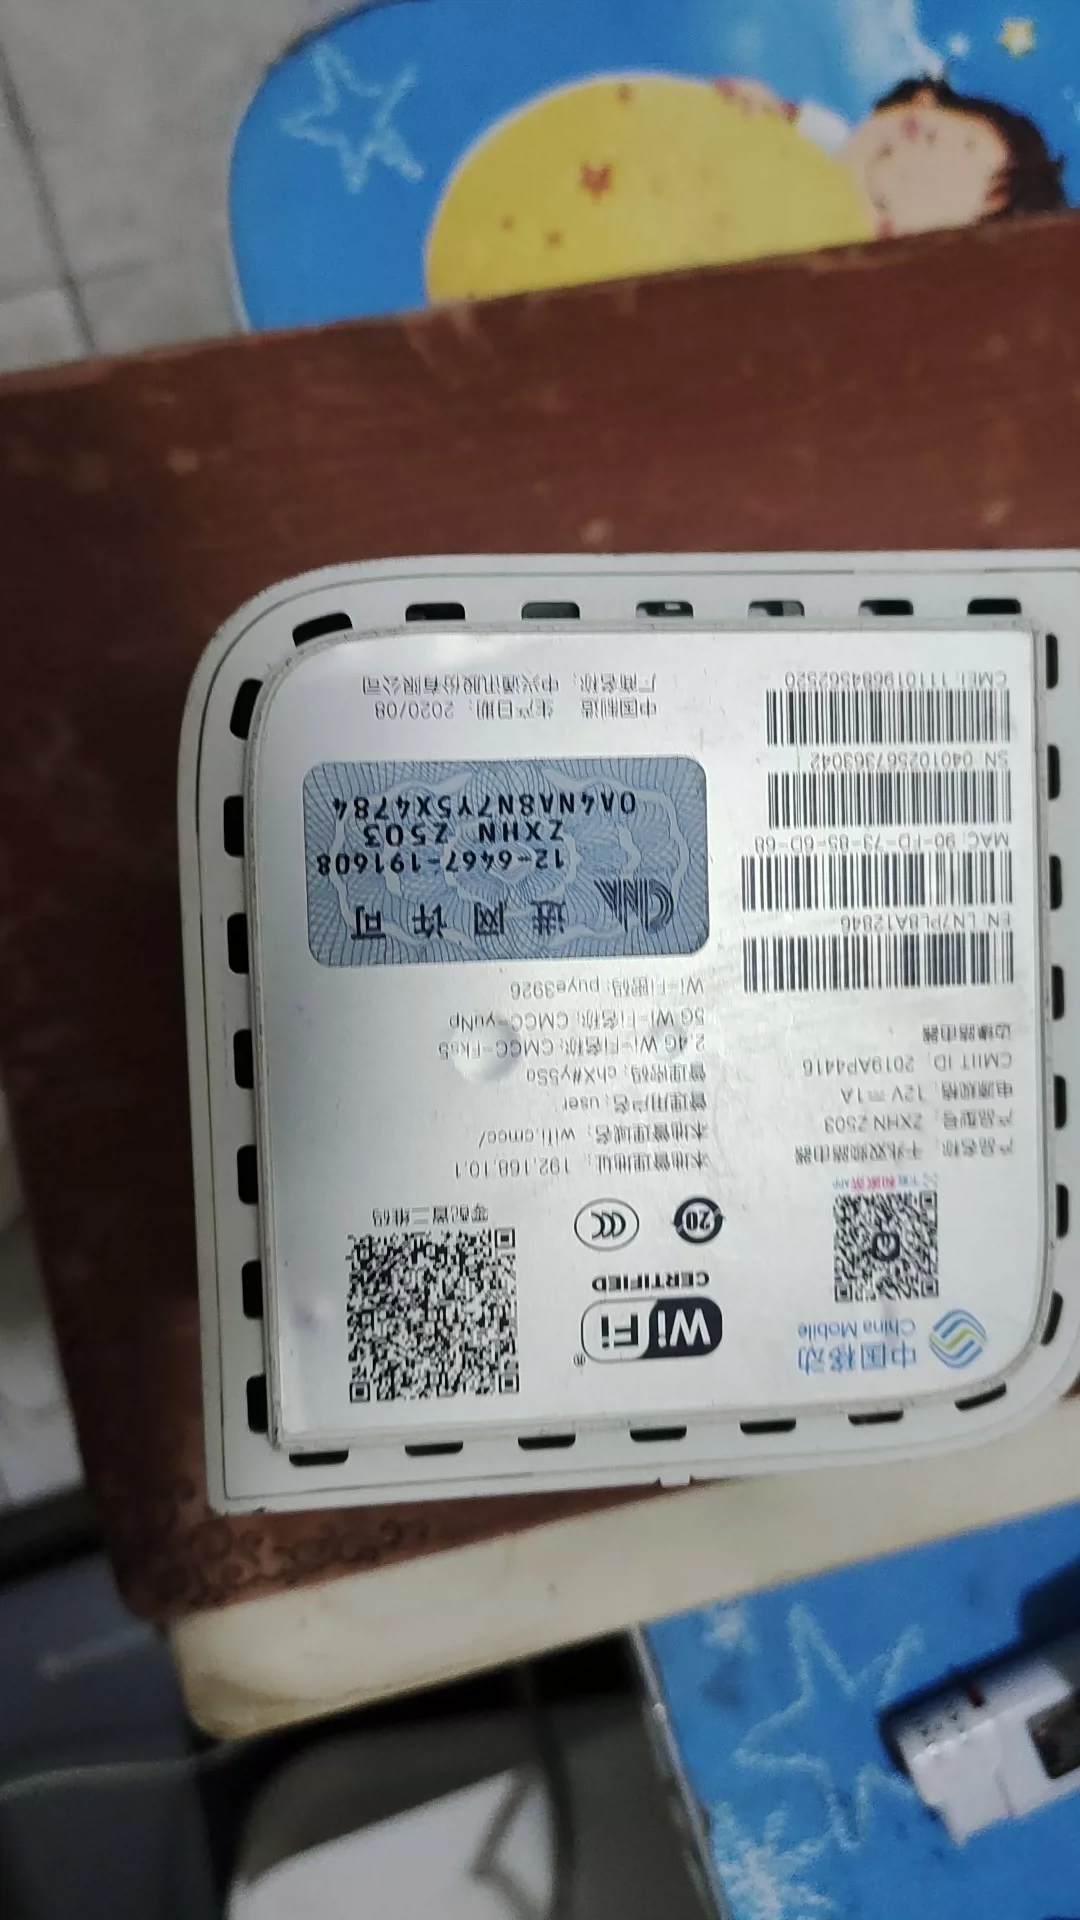 中国移动
China Mobile
产品名称：千兆双频路由器
产品型号：ZXHN Z503
电源规格：12V⎓1A
CMIIT ID：2019AP4416
边缘路由器
EN: LN7PL8A12846
MAC: 90-FD-73-85-6D-68
SN: 040102567363042
CMEI: 111019684562520
WiFi®
CERTIFIED
20
CCC
零配置二维码
本地管理地址：192.168.10.1
本地管理域名：wifi.cmcc/
管理用户名：user
管理密码：chX#y5So
2.4G Wi-Fi名称：CMCC-Fks5
5G Wi-Fi名称：CMCC-yuNp
Wi-Fi密码：puye3926
进网许可
12-6467-191608
ZXHN Z503
0A4NA8N7Y5X4784
中国制造 生产日期：2020/08
厂商名称：中兴通讯股份有限公司